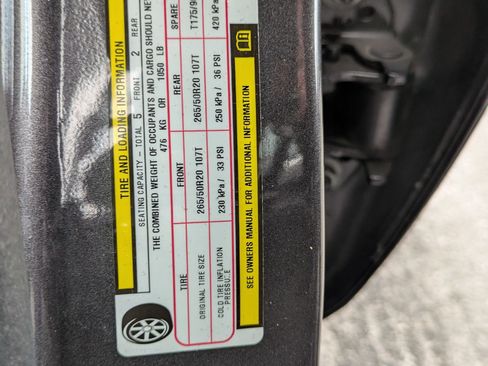 TIRE AND LOADING INFORMATION
SEATING CAPACITY - TOTAL 5 FRONT 2 REAR
THE COMBINED WEIGHT OF OCCUPANTS AND CARGO SHOULD
476 KG OR 1050 LB
TIRE FRONT REAR SPARE
ORIGINAL TIRE SIZE 265/50R20 107T 265/50R20 107T
COLD TIRE INFLATION PRESSURE 230 kPa / 33 PSI 250 kPa / 36 PSI 420
SEE OWNERS MANUAL FOR ADDITIONAL INFORMATION